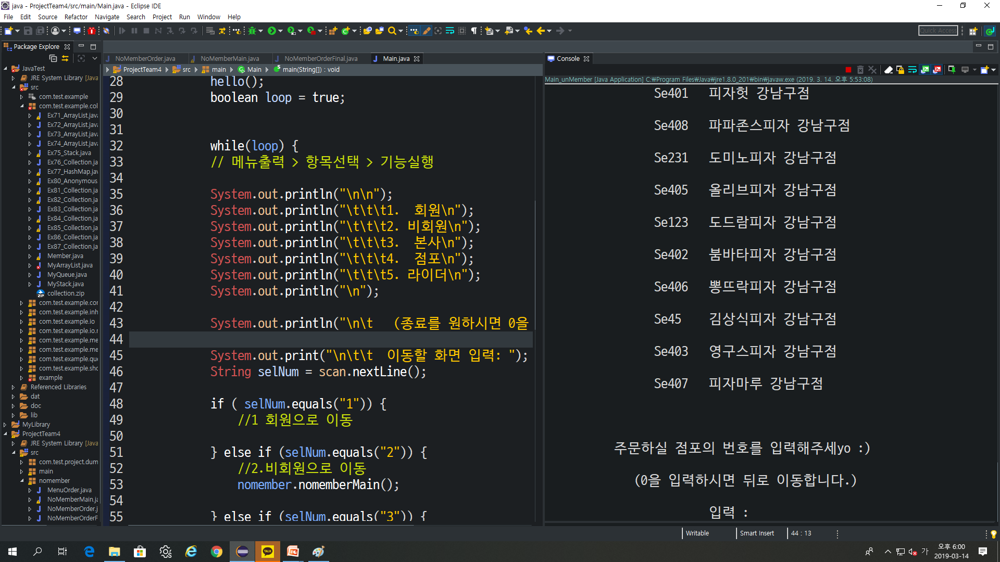 java - ProjectTeam4/src/main/Main.java - Eclipse IDE
File Edit Source Refactor Navigate Search Project Run Window Help
Quick Access
Package Explorer
JavaTest
JRE System Library [Java
src
com.test.example
com.test.example.col
Ex71_ArrayList.java
Ex72_ArrayList.java
Ex73_ArrayList.java
Ex74_ArrayList.java
Ex75_Stack.java
Ex76_Collection.ja
Ex77_HashMap.jav
Ex80_Anonymous
Ex81_Collection.ja
Ex82_Collection.ja
Ex83_Collection.ja
Ex84_Collection.ja
Ex85_Collection.ja
Ex86_Collection.ja
Ex87_Collection.ja
Member.java
MyArrayList.java
MyQueue.java
MyStack.java
collection.zip
com.test.example.cor
com.test.example.inh
com.test.example.io
com.test.example.io.r
com.test.example.me
com.test.example.me
com.test.example.que
com.test.example.shc
example
Referenced Libraries
dat
doc
lib
MyLibrary
ProjectTeam4
JRE System Library [Java
src
com.test.project.dum
main
nomember
MenuOrder.java
NoMemberMain.ja
NoMemberOrder.j
NoMemberOrderF
NoMemberOrder.java NoMemberMain.java NoMemberOrderFinal.java Main.java
ProjectTeam4 src main Main main(String[]) : void
28 hello();
29 boolean loop = true;
30
31
32 while(loop) {
33 // 메뉴출력 > 항목선택 > 기능실행
34
35 System.out.println("\n\n");
36 System.out.println("\t\t\t1.  회원\n");
37 System.out.println("\t\t\t2. 비회원\n");
38 System.out.println("\t\t\t3.  본사\n");
39 System.out.println("\t\t\t4.  점포\n");
40 System.out.println("\t\t\t5. 라이더\n");
41 System.out.println("\n");
42
43 System.out.println("\n\t   (종료를 원하시면 0을
44
45 System.out.print("\n\t\t  이동할 화면 입력: ");
46 String selNum = scan.nextLine();
47
48 if ( selNum.equals("1")) {
49 //1 회원으로 이동
50
51 } else if (selNum.equals("2")) {
52 //2.비회원으로 이동
53 nomember.nomemberMain();
54
55 } else if (selNum.equals("3")) {
Console
Main_unMember [Java Application] C:₩Program Files₩Java₩jre1.8.0_201₩bin₩javaw.exe (2019. 3. 14. 오후 5:53:08)
Se401 피자헛 강남구점
Se408 파파존스피자 강남구점
Se231 도미노피자 강남구점
Se405 올리브피자 강남구점
Se123 도드람피자 강남구점
Se402 붐바타피자 강남구점
Se406 뽕뜨락피자 강남구점
Se45 김상식피자 강남구점
Se403 영구스피자 강남구점
Se407 피자마루 강남구점
주문하실 점포의 번호를 입력해주세yo :)
(0을 입력하시면 뒤로 이동합니다.)
입력 :
Writable Smart Insert 44 : 13
TALK
가
오후 6:00
2019-03-14